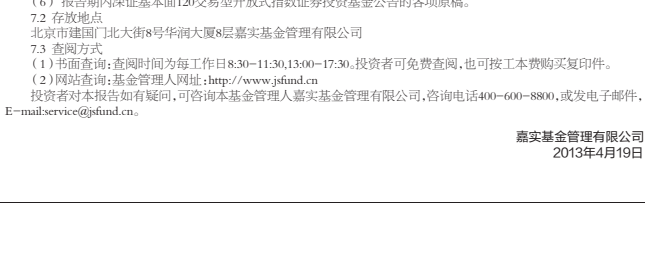 （6） 报告期内深证基本面120交易型开放式指数证券投资基金公告的各项原稿。
7.2 存放地点
北京市建国门北大街8号华润大厦8层嘉实基金管理有限公司
7.3 查阅方式
（1）书面查询:查阅时间为每工作日8:30-11:30,13:00-17:30。投资者可免费查阅,也可按工本费购买复印件。
（2）网站查询:基金管理人网址:http://www.jsfund.cn
投资者对本报告如有疑问,可咨询本基金管理人嘉实基金管理有限公司,咨询电话400-600-8800,或发电子邮件,
E-mail:service@jsfund.cn。
嘉实基金管理有限公司
2013年4月19日